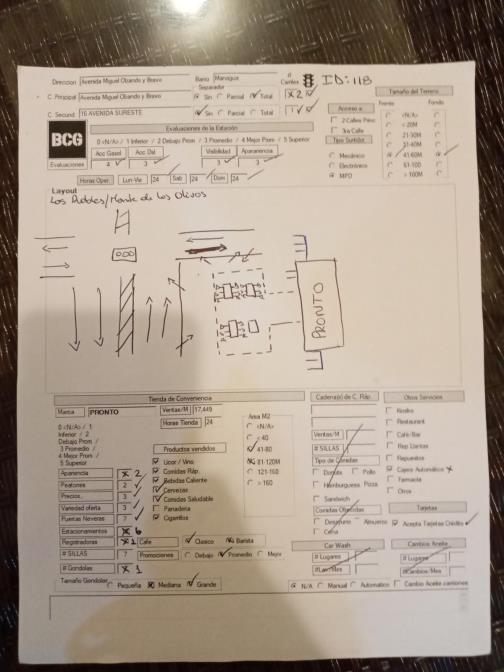 Direccion Avenida Miguel Obando y Bravo Barrio Managua # Carriles ID: 118
Separador
C. Principal Avenida Miguel Obando y Bravo Sin Parcial Total X 2
C. Secund. 16 AVENIDA SURESTE Sin Parcial Total 1
Tamaño del Terreno
Frente Fondo
Acceso a:
2 Calles Princ
3ra Calle
Tipo Surtidor
Mecánico
Electrónico
MPD
<N/A>
< 20M
21-30M
31-40M
41-60M
61-100
> 160M
BCG
Evaluaciones de la Estación
0 <N/A> / 1 Inferior / 2 Debajo Prom / 3 Promedio / 4 Mejor Prom / 5 Superior
Acc Gasol Acc Del Visibilidad Apariencia
Evaluaciones 4 3 3 3
Horas Oper. Lun-Vie 24 Sab 24 Dom 24
Layout
Los Robles/Monte de los Olivos
PRONTO
Tienda de Conveniencia
Marca PRONTO Ventas/M 17,449
Horas Tienda 24
0 <N/A> / 1
Inferior / 2
Debajo Prom /
3 Promedio /
4 Mejor Prom /
5 Superior
Apariencia X 2
Peatones 2
Precios. 3
Variedad oferta 3
Puertas Neveras 7
Estacionamientos X 6
Registradoras X 1
# SILLAS 7
# Gondolas X 1
Tamaño Gondolas Pequeña Mediana Grande
Productos vendidos
Licor / Vino
Comidas Ráp.
Bebidas Caliente
Cervezas
Comidas Saludable
Panaderia
Cigarrillos
Cafe Clasico Barista
Promociones Debajo Promedio Mejor
Area M2
<N/A>
< 40
41-80
81-120M
121-160
> 160
Cadena(s) de C. Ráp.
Ventas/M
# SILLAS
Tipo de Comidas
Donuts Pollo
Hamburguesa Pizza
Sandwich
Comidas Ofrecidas
Desayune Almuerzo
Cena
Car Wash
# Lugares
#Lav/Mes
N/A Manual Automatico Cambio Aceite camiones
Otros Servicios
Kiosko
Restaurant
Café/Bar
Rep Llantas
Repuestos
Cajero Automático X
Farmacia
Otros
Tarjetas
Acepta Tarjetas Crédito
Cambios Aceite
# Lugares
#Cambios/Mes